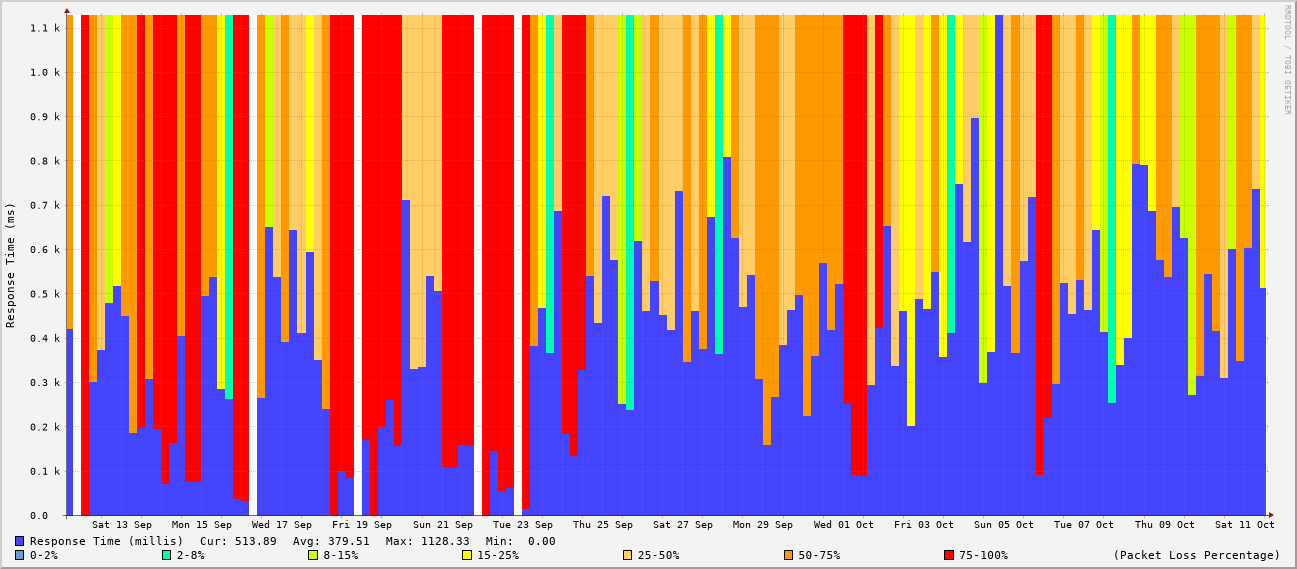 RRDTOOL / TOBI OETIKER
Response Time (ms)
1.1 k
1.0 k
0.9 k
0.8 k
0.7 k
0.6 k
0.5 k
0.4 k
0.3 k
0.2 k
0.1 k
0.0
Sat 13 Sep Mon 15 Sep Wed 17 Sep Fri 19 Sep Sun 21 Sep Tue 23 Sep Thu 25 Sep Sat 27 Sep Mon 29 Sep Wed 01 Oct Fri 03 Oct Sun 05 Oct Tue 07 Oct Thu 09 Oct Sat 11 Oct
Response Time (millis) Cur: 513.89 Avg: 379.51 Max: 1128.33 Min: 0.00
0-2% 2-8% 8-15% 15-25% 25-50% 50-75% 75-100% (Packet Loss Percentage)